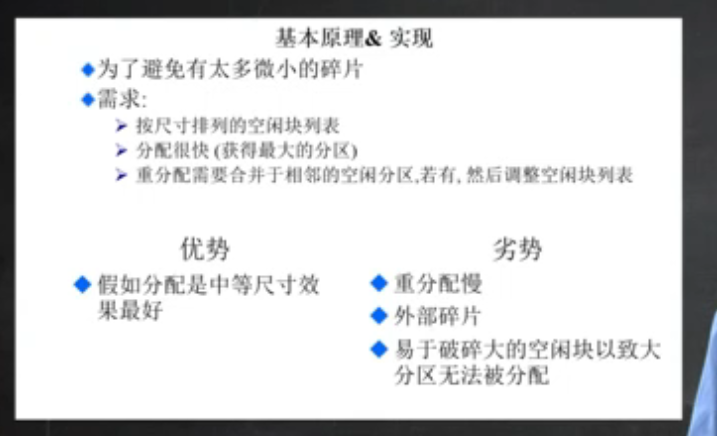 基本原理& 实现
为了避免有太多微小的碎片
需求:
按尺寸排列的空闲块列表
分配很快 (获得最大的分区)
重分配需要合并于相邻的空闲分区,若有, 然后调整空闲块列表
优势
假如分配是中等尺寸效
果最好
劣势
重分配慢
外部碎片
易于破碎大的空闲块以致大
分区无法被分配